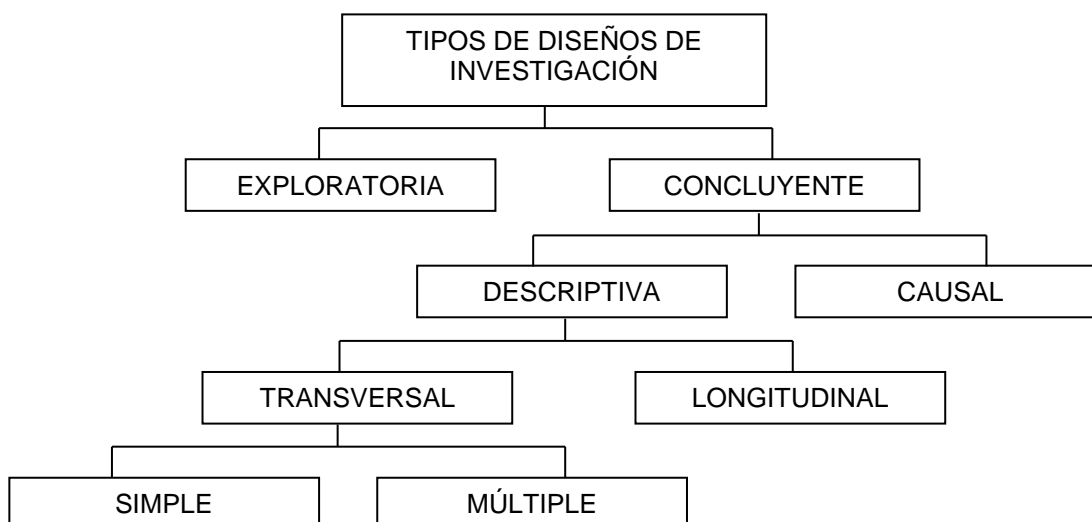 TIPOS DE DISEÑOS DE
INVESTIGACIÓN
EXPLORATORIA
CONCLUYENTE
DESCRIPTIVA
CAUSAL
TRANSVERSAL
LONGITUDINAL
SIMPLE
MÚLTIPLE